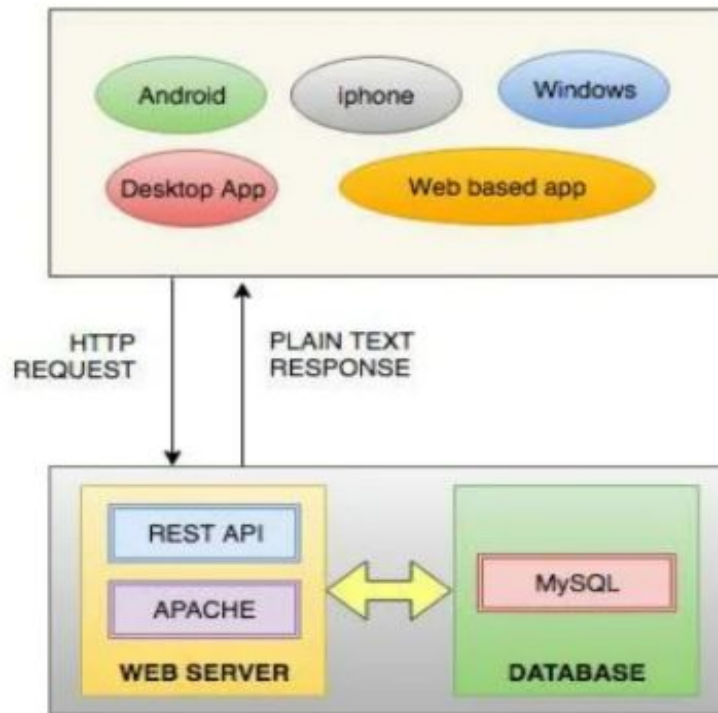 Android
iphone
Windows
Desktop App
Web based app
HTTP
REQUEST
PLAIN TEXT
RESPONSE
REST API
APACHE
WEB SERVER
MySQL
DATABASE